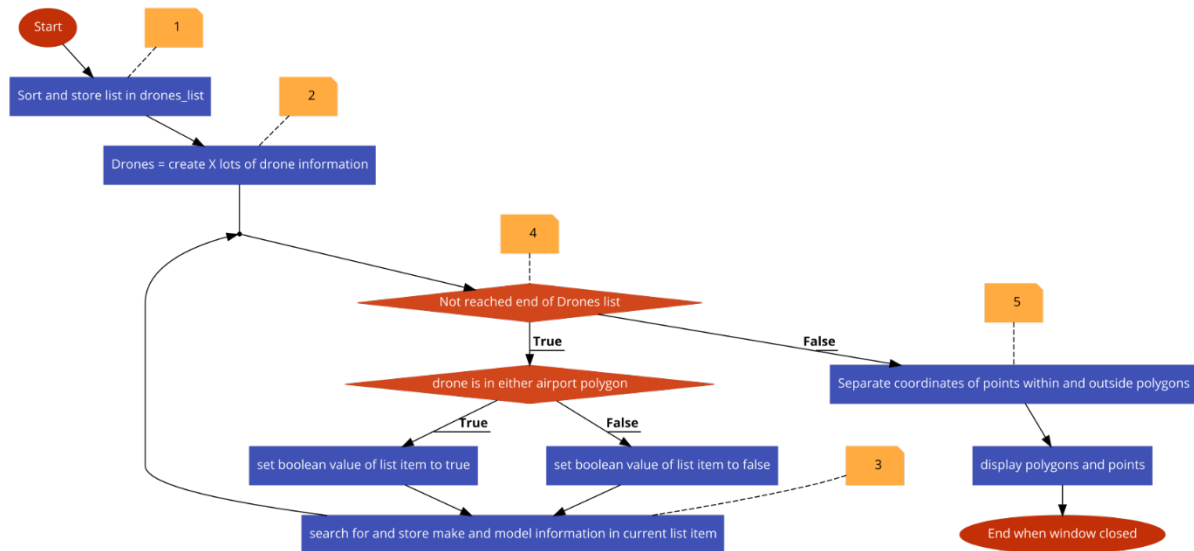 Start
1
Sort and store list in drones_list
2
Drones = create X lots of drone information
4
Not reached end of Drones list
5
True
False
drone is in either airport polygon
Separate coordinates of points within and outside polygons
True
False
3
set boolean value of list item to true
set boolean value of list item to false
display polygons and points
search for and store make and model information in current list item
End when window closed